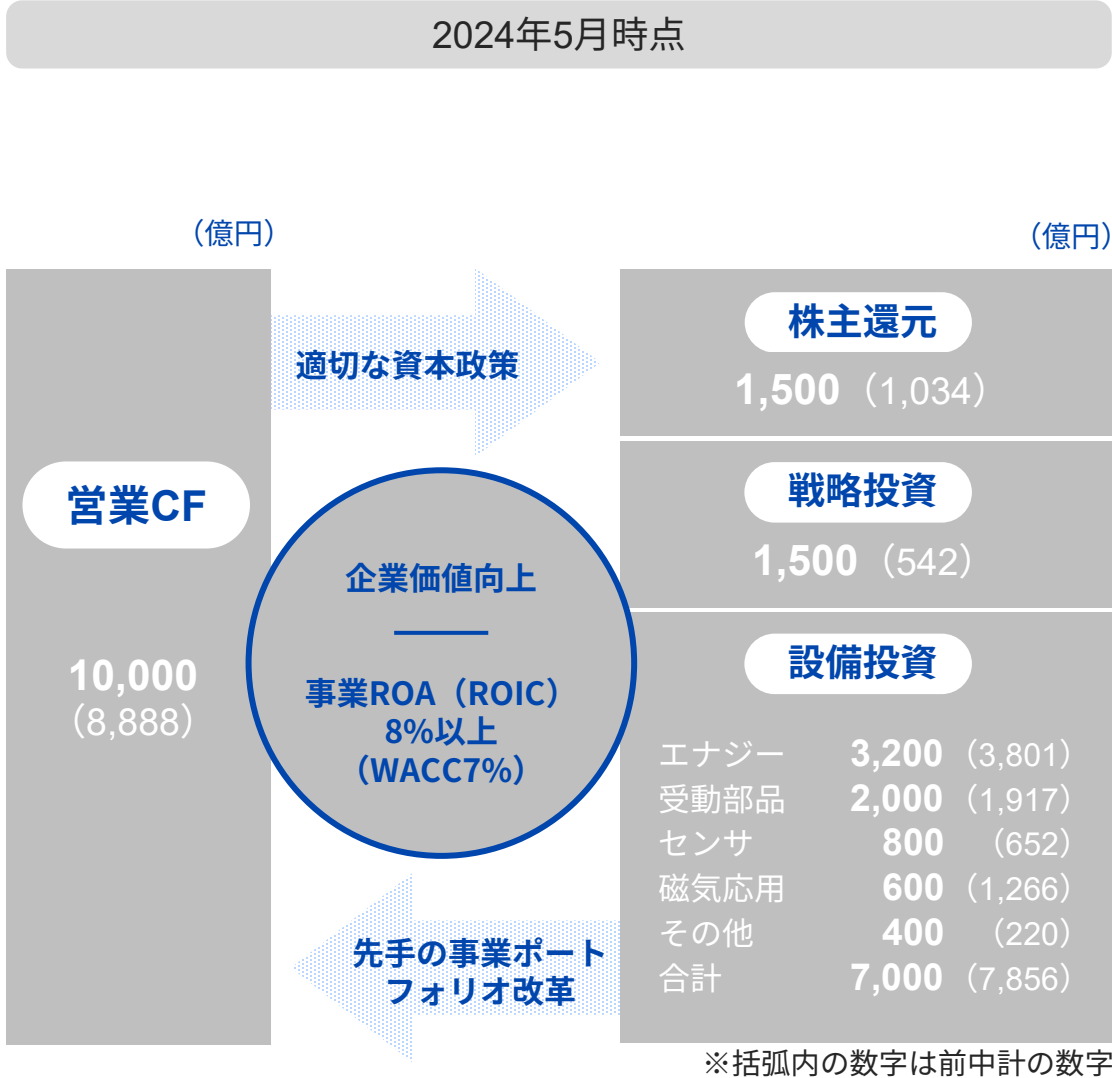 2024年5月時点
（億円）
（億円）
営業CF
10,000
（8,888）
適切な資本政策
企業価値向上
事業ROA（ROIC）
8%以上
（WACC7%）
先手の事業ポート
フォリオ改革
株主還元
1,500（1,034）
戦略投資
1,500（542）
設備投資
エナジー 3,200（3,801）
受動部品 2,000（1,917）
センサ 800（652）
磁気応用 600（1,266）
その他 400（220）
合計 7,000（7,856）
※括弧内の数字は前中計の数字